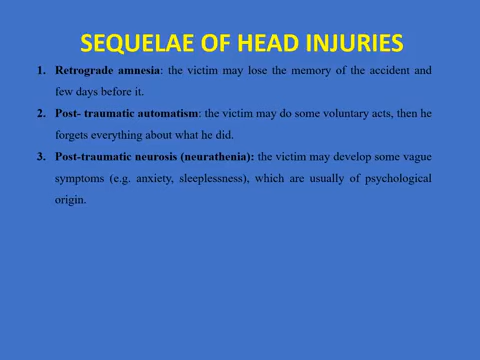 SEQUELAE OF HEAD INJURIES
1. Retrograde amnesia: the victim may lose the memory of the accident and
few days before it.
2. Post- traumatic automatism: the victim may do some voluntary acts, then he
forgets everything about what he did.
3. Post-traumatic neurosis (neurathenia): the victim may develop some vague
symptoms (e.g. anxiety, sleeplessness), which are usually of psychological
origin.